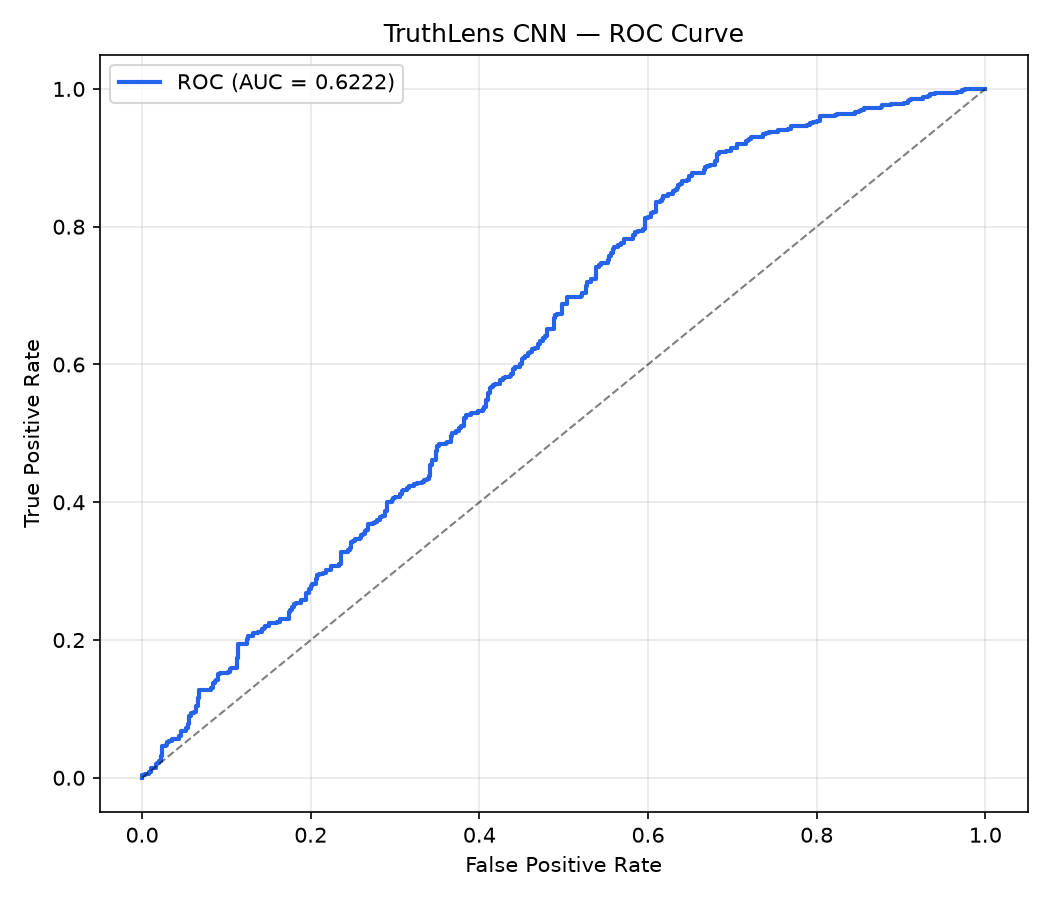 TruthLens CNN — ROC Curve
ROC (AUC = 0.6222)
True Positive Rate
1.0
0.8
0.6
0.4
0.2
0.0
0.0 0.2 0.4 0.6 0.8 1.0
False Positive Rate